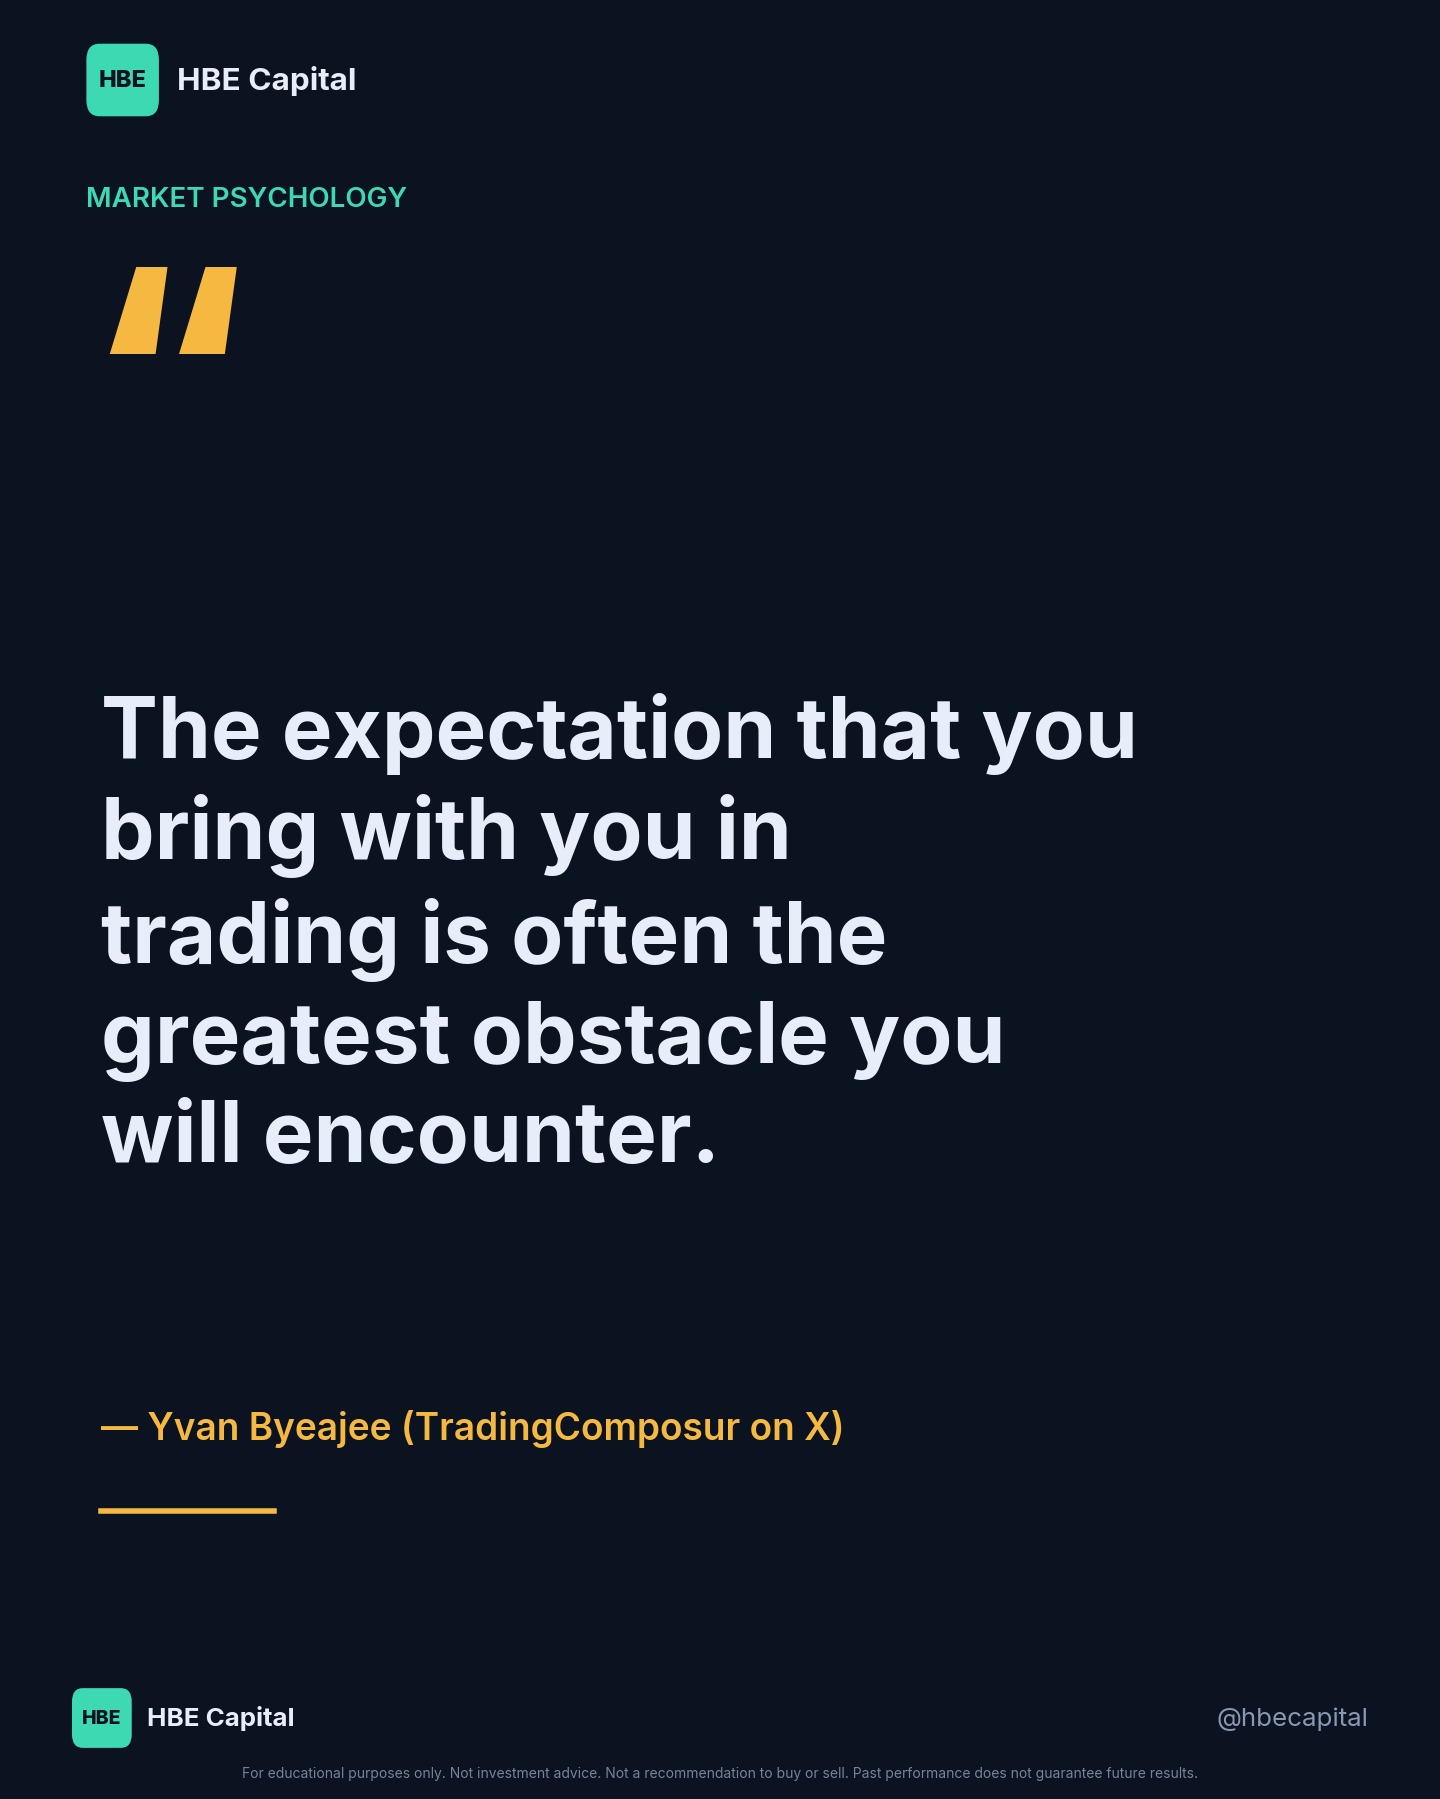 HBE
HBE Capital
MARKET PSYCHOLOGY
"
The expectation that you
bring with you in
trading is often the
greatest obstacle you
will encounter.
— Yvan Byeajee (TradingComposur on X)
HBE
HBE Capital
@hbecapital
For educational purposes only. Not investment advice. Not a recommendation to buy or sell. Past performance does not guarantee future results.